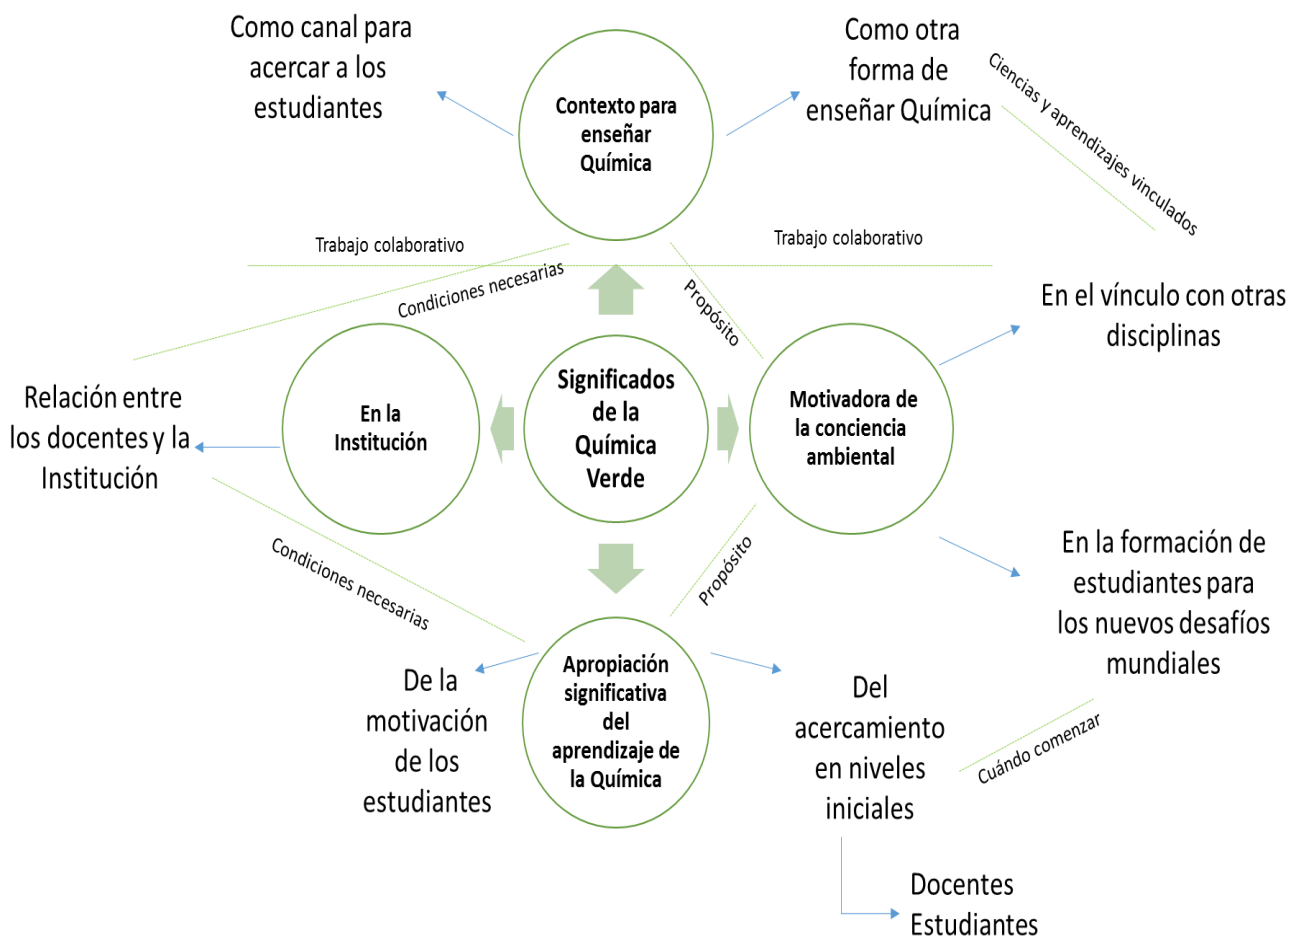 Como canal para
acercar a los
estudiantes
Contexto para
enseñar
Química
Como otra
forma de
enseñar Química
Ciencias y aprendizajes vinculados
Trabajo colaborativo
Trabajo colaborativo
Condiciones necesarias
Propósito
En el vínculo con otras
disciplinas
Relación entre
los docentes y la
Institución
En la
Institución
Significados
de la
Química
Verde
Motivadora de
la conciencia
ambiental
Condiciones necesarias
Propósito
En la formación de
estudiantes para
los nuevos desafíos
mundiales
De la
motivación
de los
estudiantes
Apropiación
significativa
del
aprendizaje de
la Química
Del
acercamiento
en niveles
iniciales
Cuándo comenzar
Docentes
Estudiantes